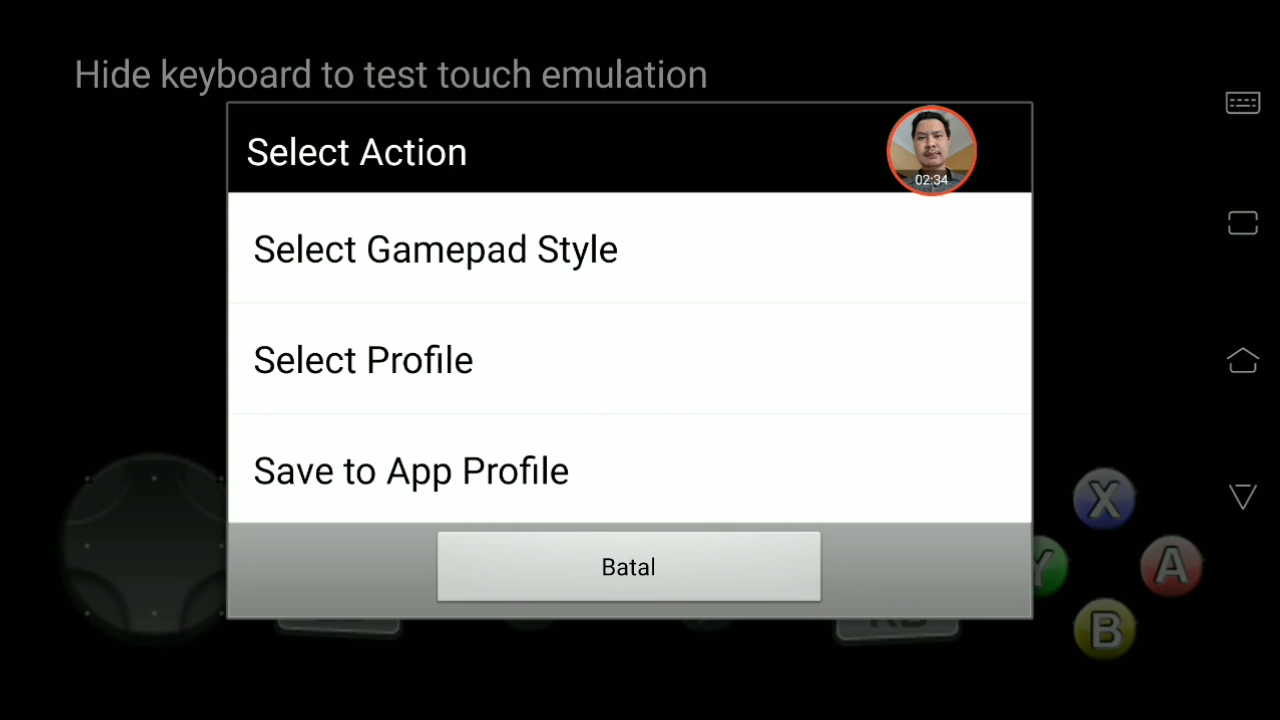 Hide keyboard to test touch emulation
Select Action
02:34
Select Gamepad Style
Select Profile
Save to App Profile
Batal
X
Y
A
B